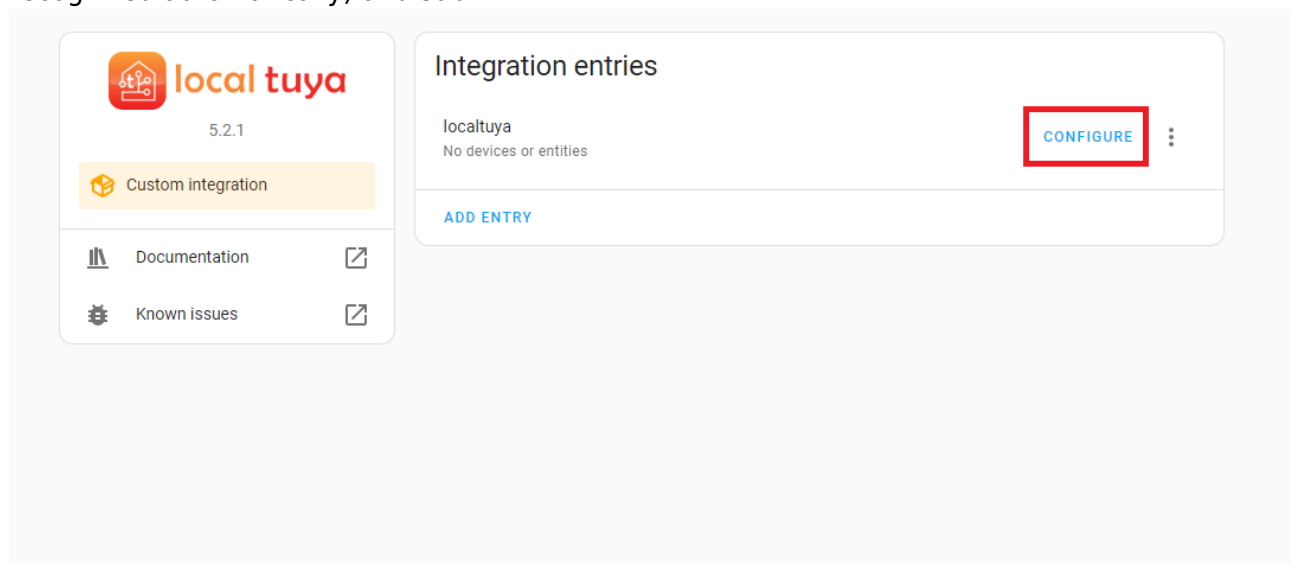 local tuya
5.2.1
Custom integration
Documentation
Known issues
Integration entries
localtuya
No devices or entities
CONFIGURE
ADD ENTRY